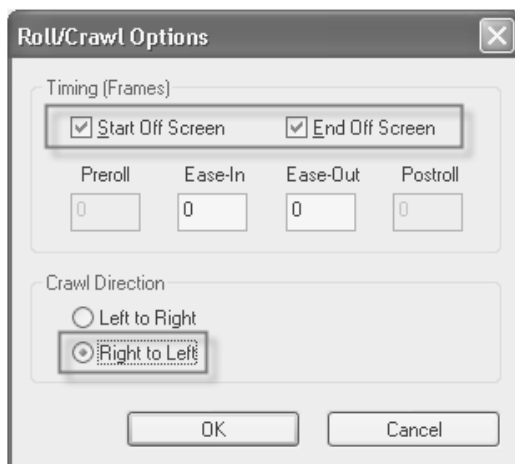 Roll/Crawl Options
Timing (Frames)
Start Off Screen End Off Screen
Preroll Ease-In Ease-Out Postroll
0 0 0 0
Crawl Direction
Left to Right
Right to Left
OK Cancel